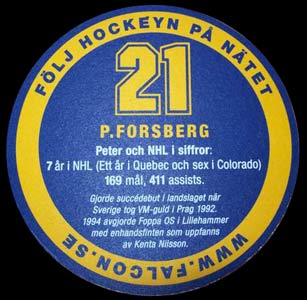 FÖLJ HOCKEYN PÅ NÄTET
21
P.FORSBERG
Peter och NHL i siffror:
7 år i NHL (Ett år i Quebec och sex i Colorado)
169 mål, 411 assists.
Gjorde succédebut i landslaget när
Sverige tog VM-guld i Prag 1992.
1994 avgjorde Foppa OS i Lillehammer
med enhandsfinten som uppfanns
av Kenta Nilsson.
WWW.FALCON.SE